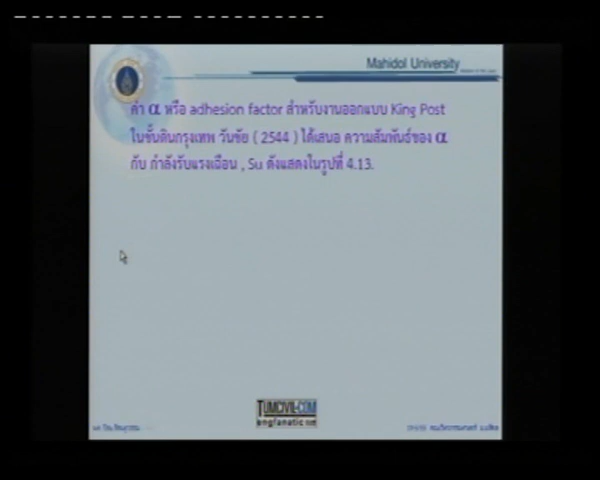 Mahidol University
ค่า α หรือ adhesion factor สำหรับงานออกแบบ King Post
ในชั้นดินกรุงเทพ วันชัย ( 2544 ) ได้เสนอ ความสัมพันธ์ของ α
กับ กำลังรับแรงเฉือน , Su ดังแสดงในรูปที่ 4.13.
TUMCIVIL.COM
engfanatic